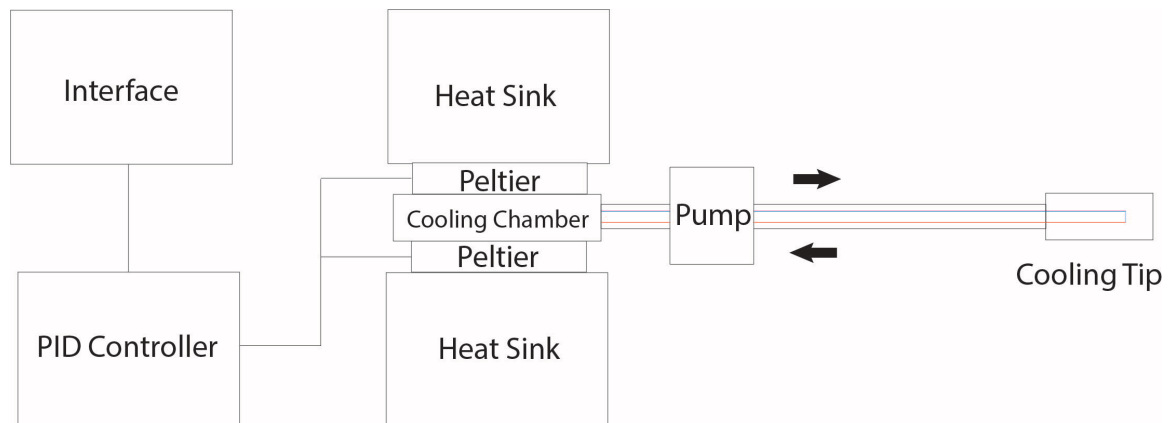 Interface
Heat Sink
Peltier
Cooling Chamber
Pump
Peltier
Cooling Tip
PID Controller
Heat Sink